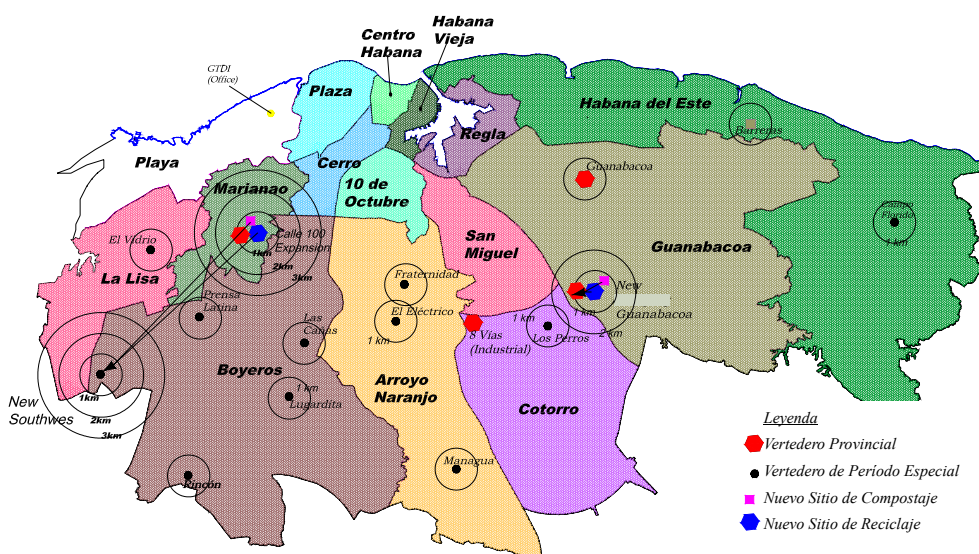 Habana
Vieja
Centro
Habana
GTDI
(Office)
Plaza
Habana del Este
Barreras
Regla
Playa
Cerro
Guanabacoa
Marianao
10 de
Octubre
Campo
Florido
1 km
El Vidrio
Calle 100
Expansion
1km
2km
3km
San
Miguel
Guanabacoa
La Lisa
Fraternidad
New
Guanabacoa
1 km
2 km
Prensa
Latina
El Eléctrico
1 km
Las
Cañas
8 Vias
(Industrial)
1 km
Los Perros
Boyeros
Arroyo
Naranjo
1 km
Lugardita
New
Southwes
1km
2km
3km
Cotorro
Managua
Rincón
Leyenda
Vertedero Provincial
Vertedero de Período Especial
Nuevo Sitio de Compostaje
Nuevo Sitio de Reciclaje